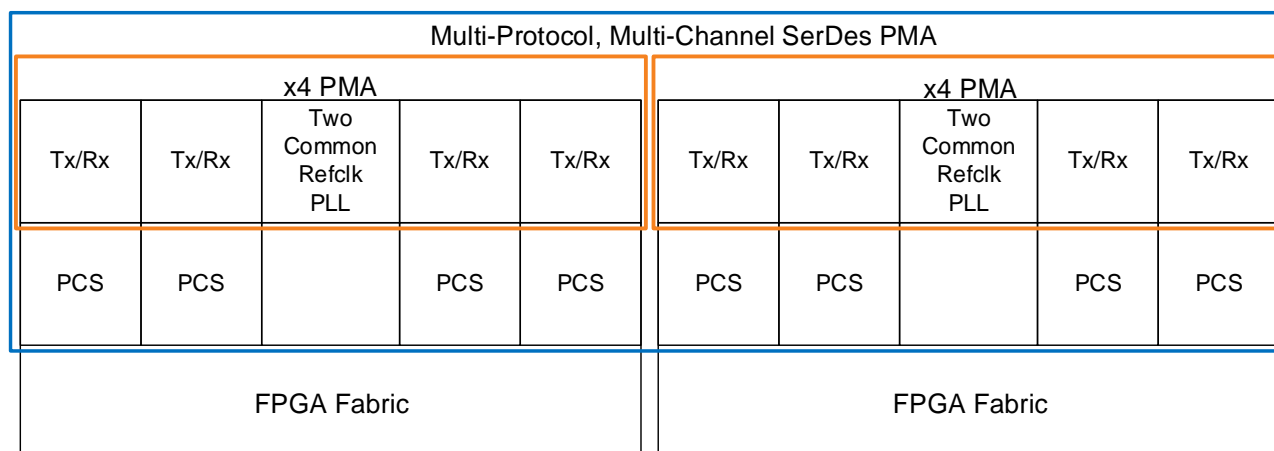 Multi-Protocol, Multi-Channel SerDes PMA
x4 PMA
Tx/Rx
Tx/Rx
Two
Common
Refclk
PLL
Tx/Rx
Tx/Rx
PCS
PCS
PCS
PCS
FPGA Fabric
x4 PMA
Tx/Rx
Tx/Rx
Two
Common
Refclk
PLL
Tx/Rx
Tx/Rx
PCS
PCS
PCS
PCS
FPGA Fabric